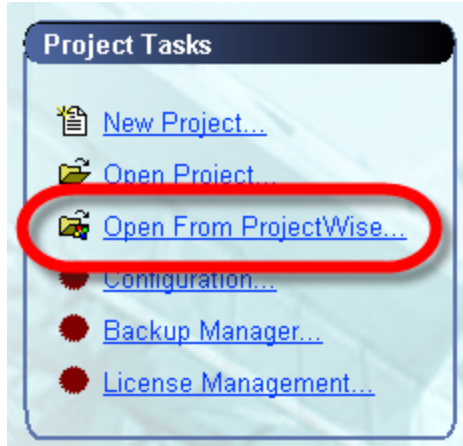 Project Tasks
New Project...
Open Project...
Open From ProjectWise...
Configuration...
Backup Manager...
License Management...